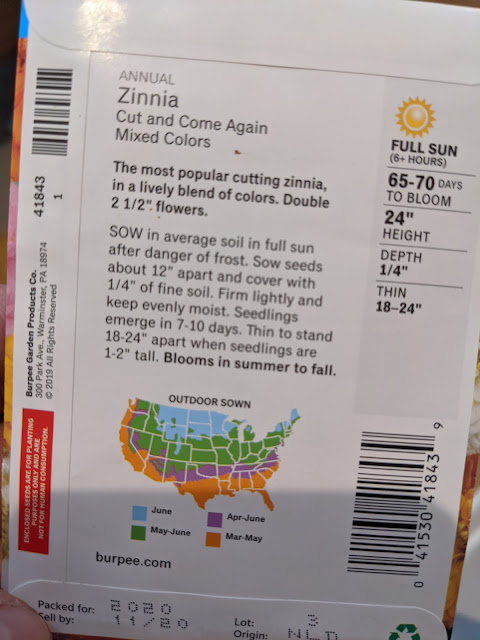 ANNUAL
Zinnia
Cut and Come Again
Mixed Colors
The most popular cutting zinnia,
in a lively blend of colors. Double
2 1/2" flowers.
SOW in average soil in full sun
after danger of frost. Sow seeds
about 12" apart and cover with
1/4" of fine soil. Firm lightly and
keep evenly moist. Seedlings
emerge in 7-10 days. Thin to stand
18-24" apart when seedlings are
1-2" tall. Blooms in summer to fall.
FULL SUN
(6+ HOURS)
65-70 DAYS
TO BLOOM
24"
HEIGHT
DEPTH
1/4"
THIN
18-24"
OUTDOOR SOWN
June
Apr-June
May-June
Mar-May
burpee.com
41843 1
Burpee Garden Products Co.
300 Park Ave., Warminster, PA 18974
© 2019 All Rights Reserved
ENCLOSED SEEDS ARE FOR PLANTING
PURPOSES ONLY AND ARE
NOT FOR HUMAN CONSUMPTION.
0 41530 41843 9
Packed for: 2020
Sell by: 11/20
Lot: 3
Origin: NLD